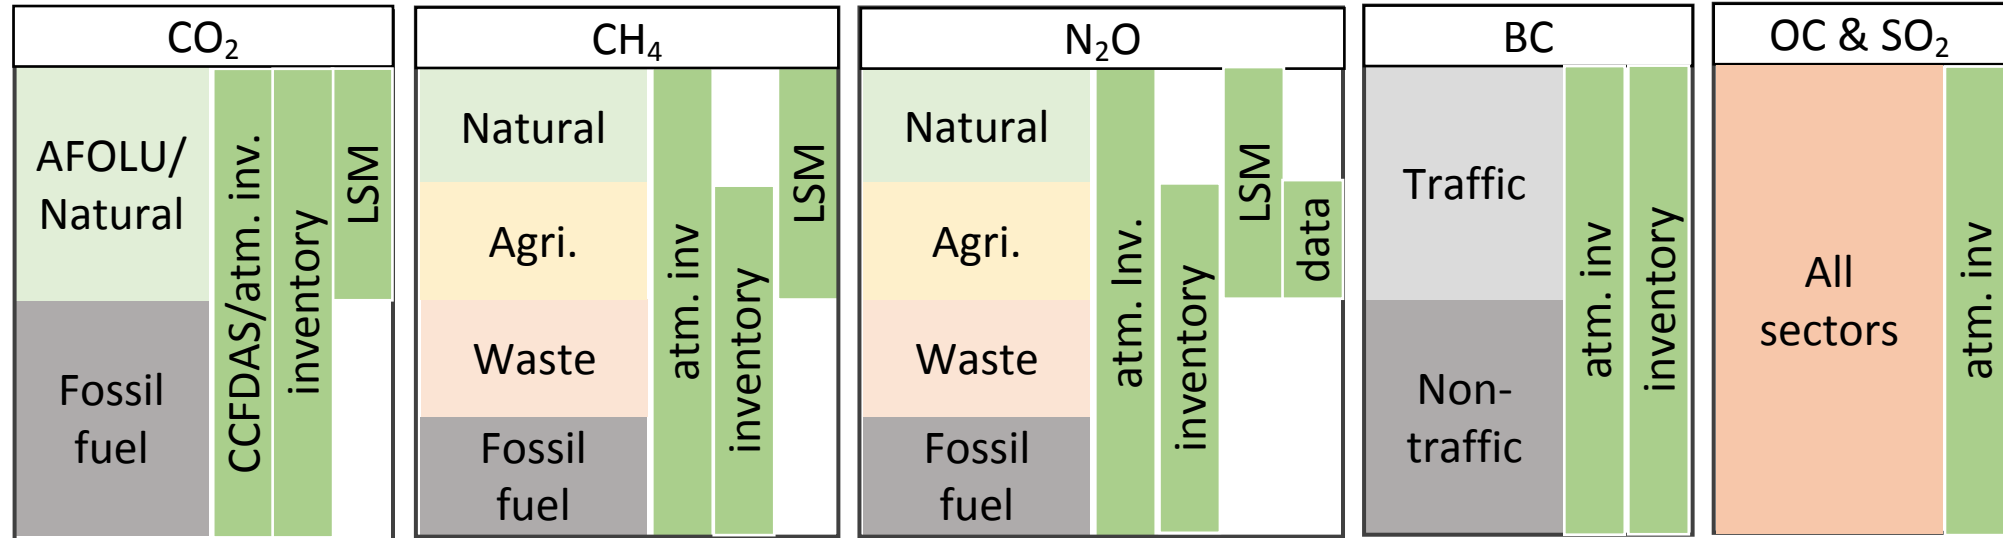 CO₂
AFOLU/
Natural
Fossil
fuel
CCFDAS/atm. inv.
inventory
LSM
CH₄
Natural
Agri.
Waste
Fossil
fuel
atm. inv
inventory
LSM
N₂O
Natural
Agri.
Waste
Fossil
fuel
atm. Inv.
inventory
LSM
data
BC
Traffic
Non-
traffic
atm. inv
inventory
OC & SO₂
All
sectors
atm. inv